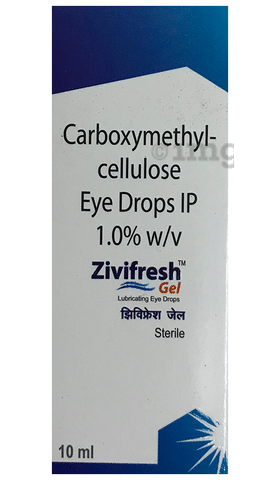 Carboxymethyl-
cellulose
Eye Drops IP
1.0% w/v
Zivifresh™
Gel
Lubricating Eye Drops
झिविफ्रेश जेल
Sterile
10 ml